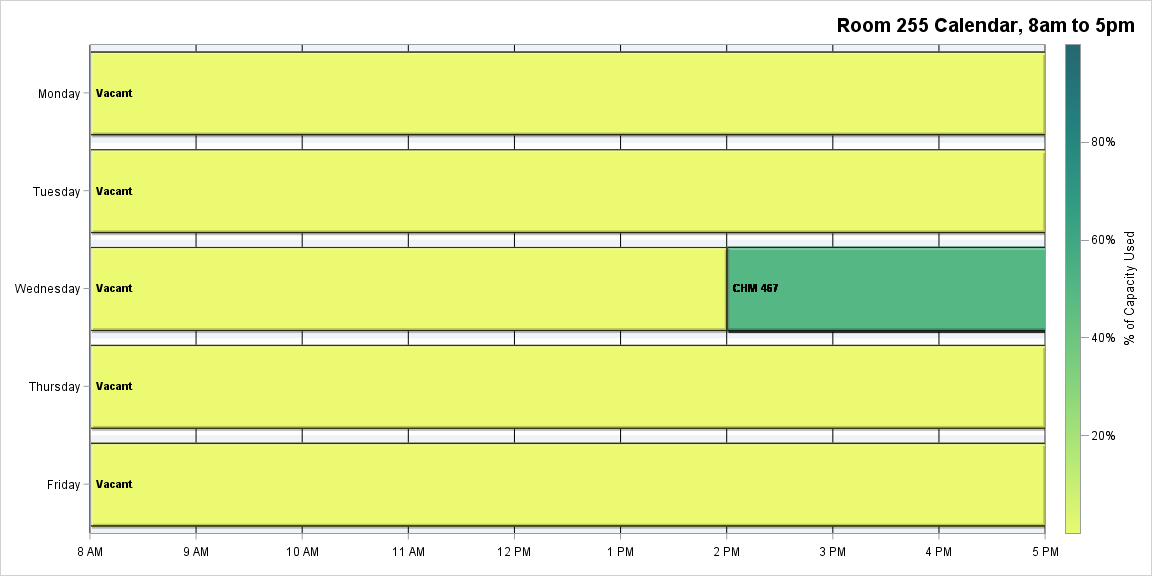 Room 255 Calendar, 8am to 5pm
Monday
Vacant
Tuesday
Vacant
Wednesday
Vacant
CHM 467
Thursday
Vacant
Friday
Vacant
8 AM
9 AM
10 AM
11 AM
12 PM
1 PM
2 PM
3 PM
4 PM
5 PM
80%
60%
40%
20%
% of Capacity Used